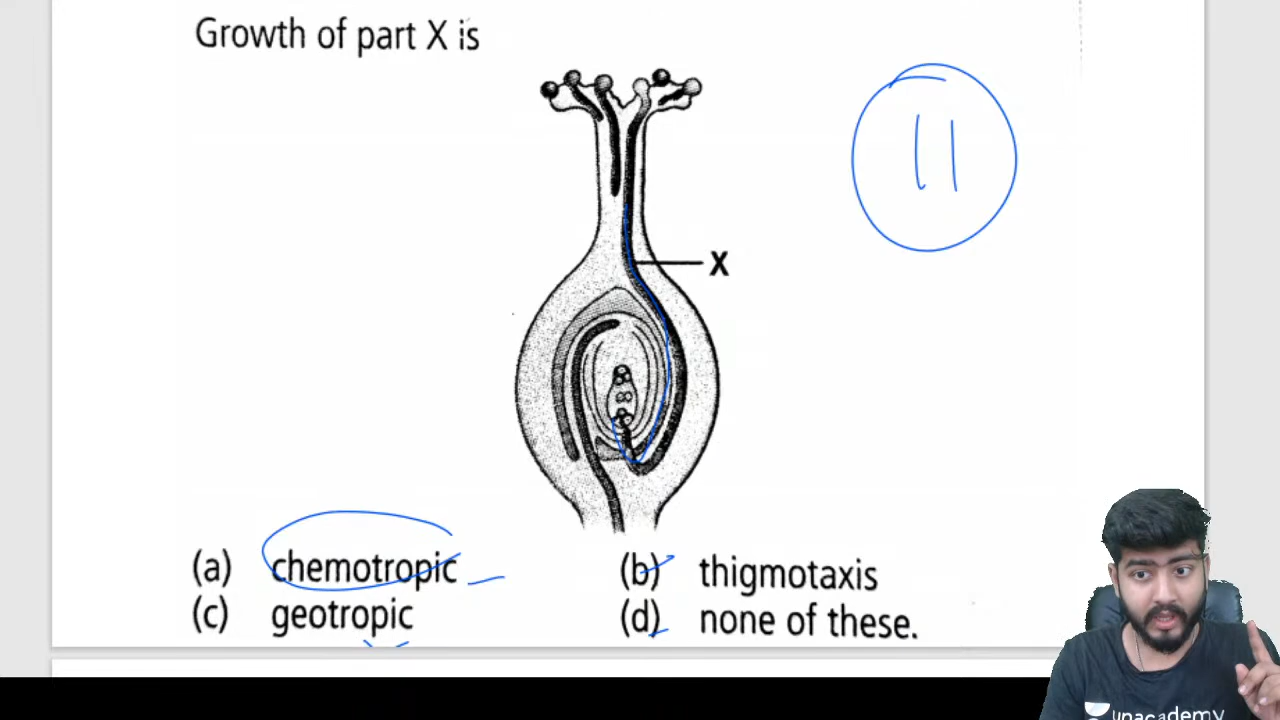 Growth of part X is
11
X
(a) chemotropic
(b) thigmotaxis
(c) geotropic
(d) none of these.
unacademy